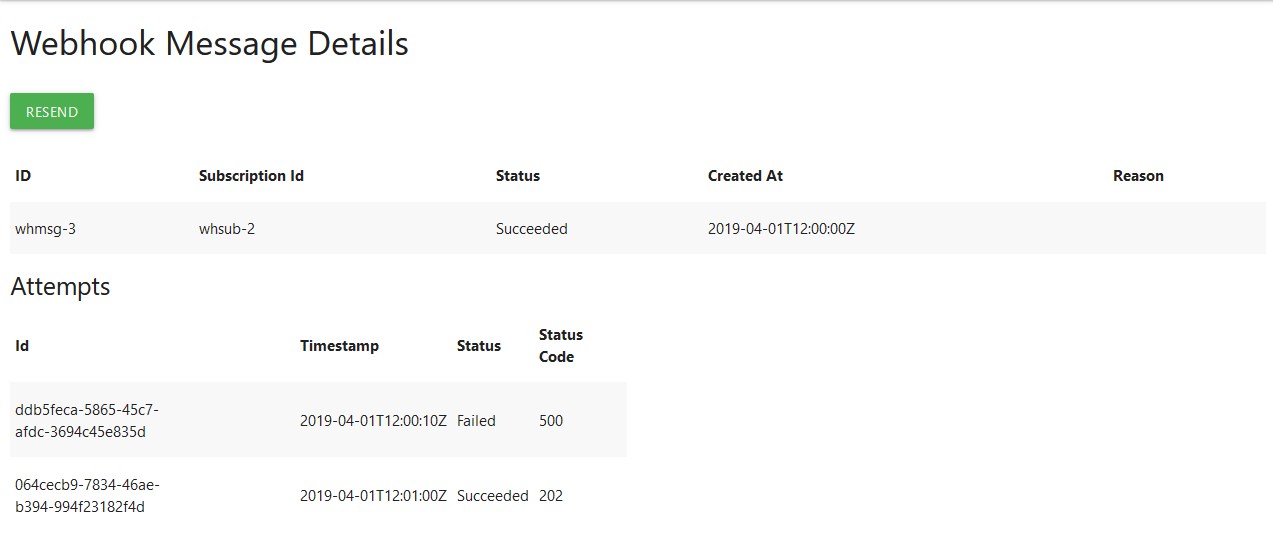 Webhook Message Details
RESEND
ID Subscription Id Status Created At Reason
whmsg-3 whsub-2 Succeeded 2019-04-01T12:00:00Z
Attempts
Id Timestamp Status Status Code
ddb5feca-5865-45c7-
afdc-3694c45e835d 2019-04-01T12:00:10Z Failed 500
064cecb9-7834-46ae-
b394-994f23182f4d 2019-04-01T12:01:00Z Succeeded 202